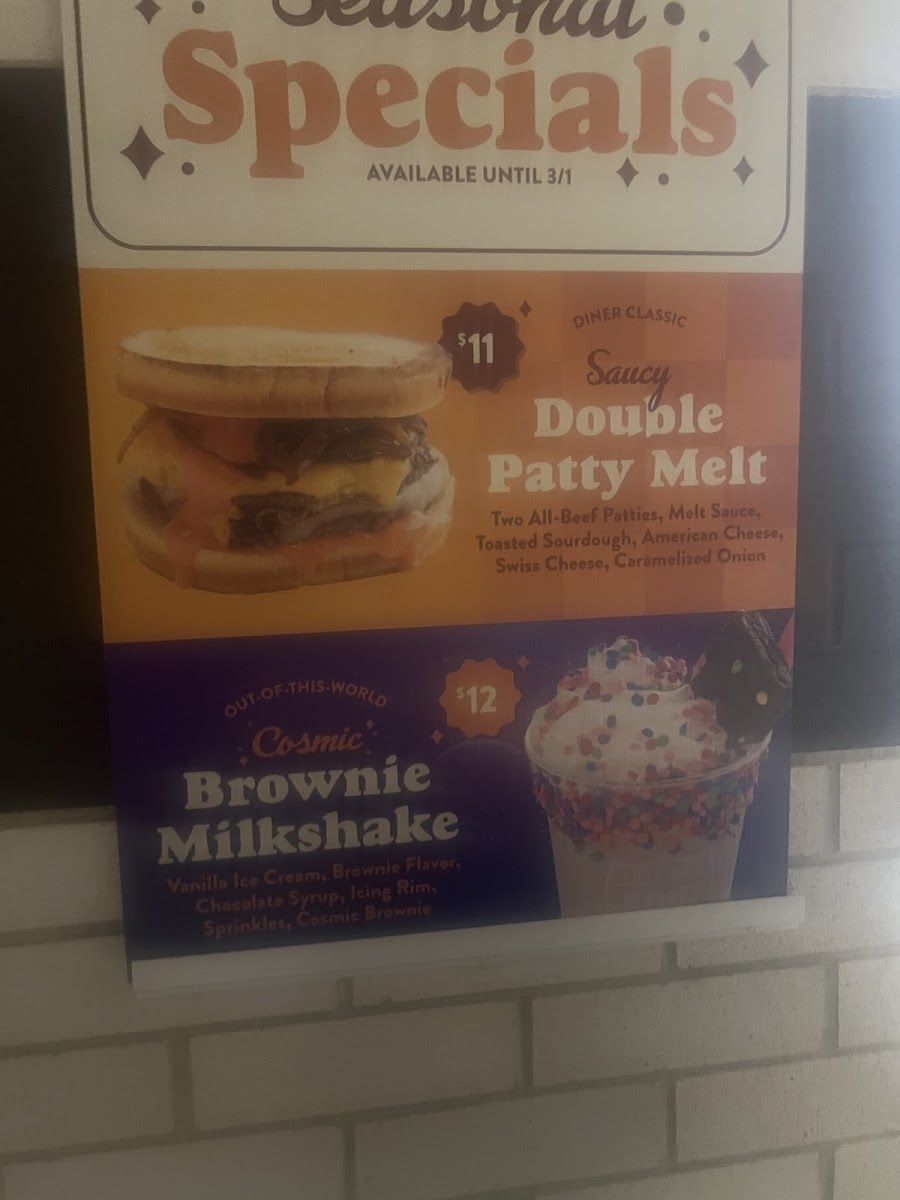 Seasonal
Specials
AVAILABLE UNTIL 3/1
$11
DINER CLASSIC
Saucy
Double
Patty Melt
Two All-Beef Patties, Melt Sauce,
Toasted Sourdough, American Cheese,
Swiss Cheese, Caramelized Onion
OUT-OF-THIS-WORLD
$12
Cosmic
Brownie
Milkshake
Vanilla Ice Cream, Brownie Flavor,
Chocolate Syrup, Icing Rim,
Sprinkles, Cosmic Brownie